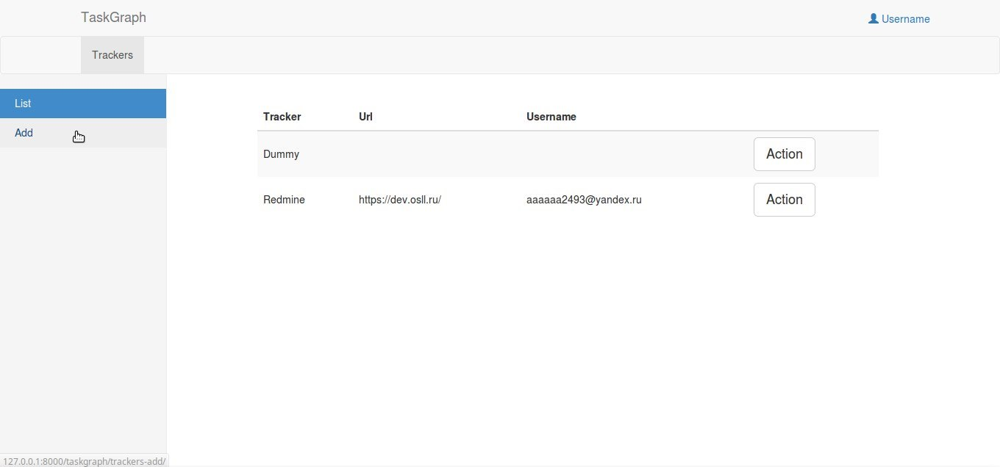 TaskGraph
Username
Trackers
List
Add
Tracker Url Username
Dummy Action
Redmine https://dev.osll.ru/ aaaaaa2493@yandex.ru Action
127.0.0.1:8000/taskgraph/trackers-add/